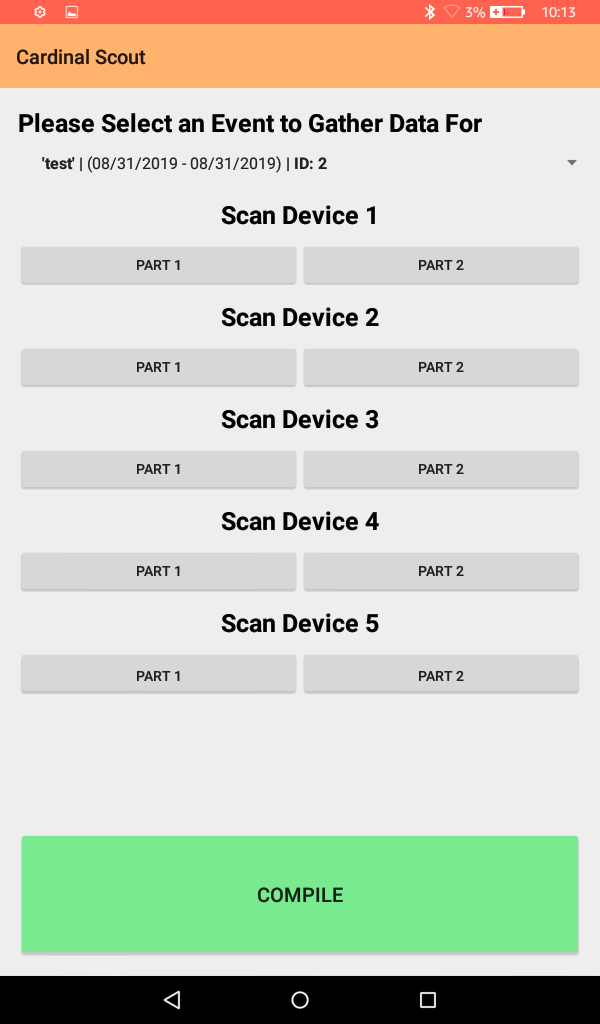 3% 10:13
Cardinal Scout
Please Select an Event to Gather Data For
'test' | (08/31/2019 - 08/31/2019) | ID: 2
Scan Device 1
PART 1 PART 2
Scan Device 2
PART 1 PART 2
Scan Device 3
PART 1 PART 2
Scan Device 4
PART 1 PART 2
Scan Device 5
PART 1 PART 2
COMPILE